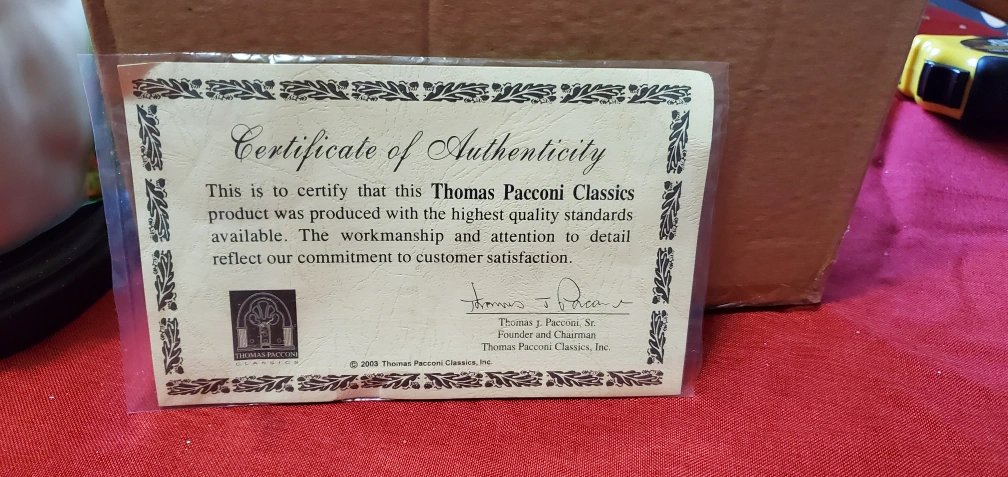 Certificate of Authenticity
This is to certify that this Thomas Pacconi Classics
product was produced with the highest quality standards
available. The workmanship and attention to detail
reflect our commitment to customer satisfaction.
Thomas J Pacconi
Thomas J. Pacconi, Sr.
Founder and Chairman
Thomas Pacconi Classics, Inc.
THOMAS PACCONI
CLASSICS
© 2003 Thomas Pacconi Classics, Inc.